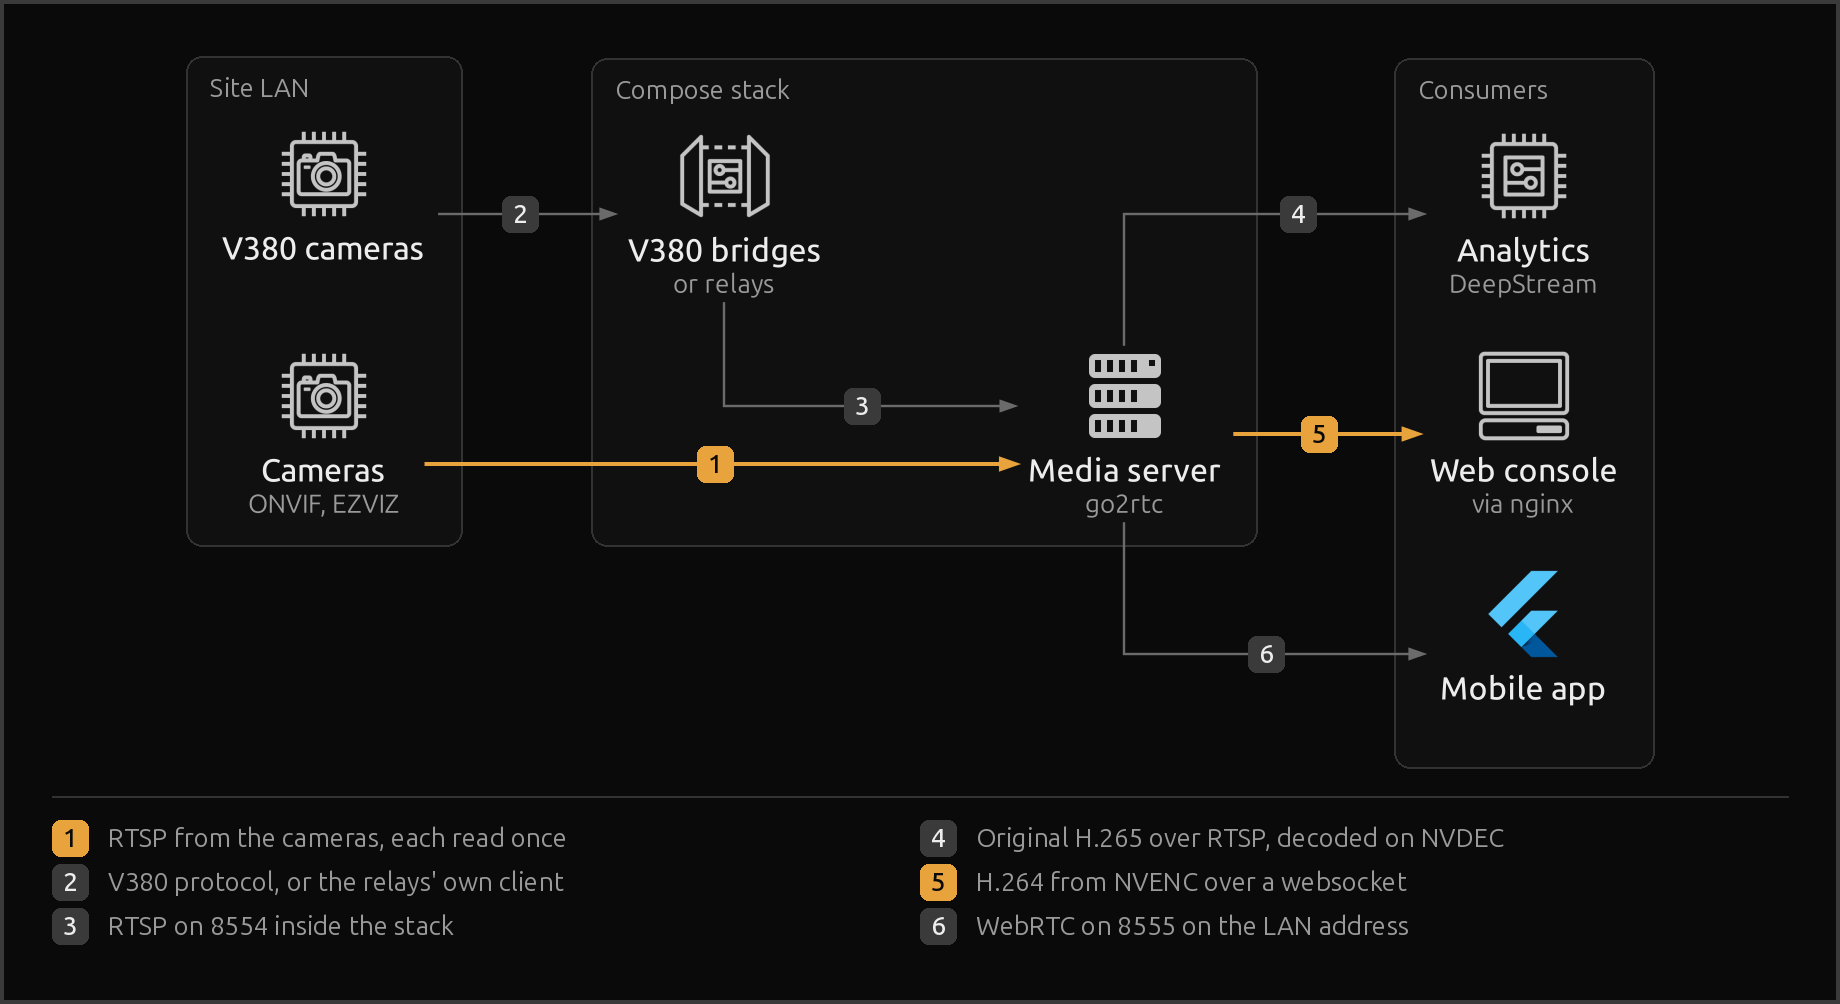 Site LAN
V380 cameras
Cameras
ONVIF, EZVIZ
Compose stack
V380 bridges
or relays
Media server
go2rtc
Consumers
Analytics
DeepStream
Web console
via nginx
Mobile app
2
3
1
4
5
6
1 RTSP from the cameras, each read once
2 V380 protocol, or the relays' own client
3 RTSP on 8554 inside the stack
4 Original H.265 over RTSP, decoded on NVDEC
5 H.264 from NVENC over a websocket
6 WebRTC on 8555 on the LAN address